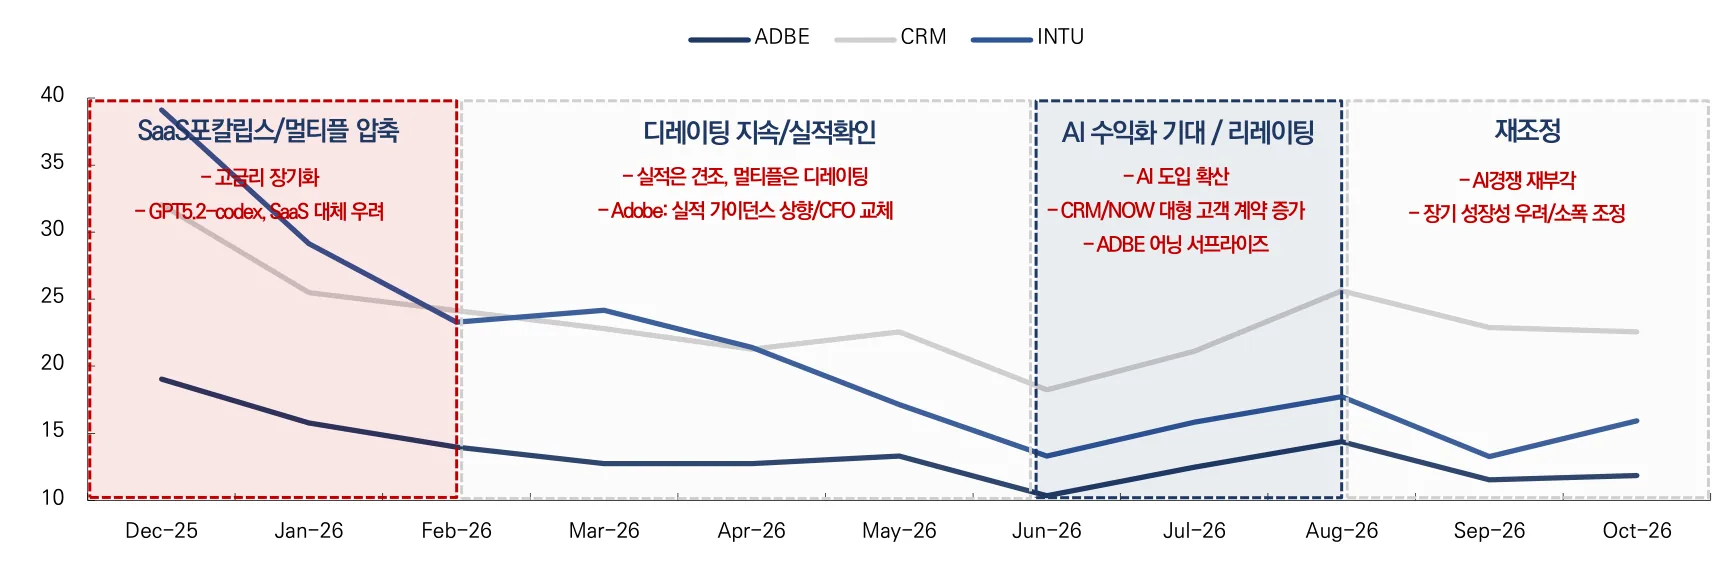 ADBE CRM INTU
40
35
30
25
20
15
10
SaaS포칼립스/멀티플 압축
- 고금리 장기화
- GPT5.2-codex, SaaS 대체 우려
디레이팅 지속/실적확인
- 실적은 견조, 멀티플은 디레이팅
- Adobe: 실적 가이던스 상향/CFO 교체
AI 수익화 기대 / 리레이팅
- AI 도입 확산
- CRM/NOW 대형 고객 계약 증가
- ADBE 어닝 서프라이즈
재조정
- AI경쟁 재부각
- 장기 성장성 우려/소폭 조정
Dec-25 Jan-26 Feb-26 Mar-26 Apr-26 May-26 Jun-26 Jul-26 Aug-26 Sep-26 Oct-26